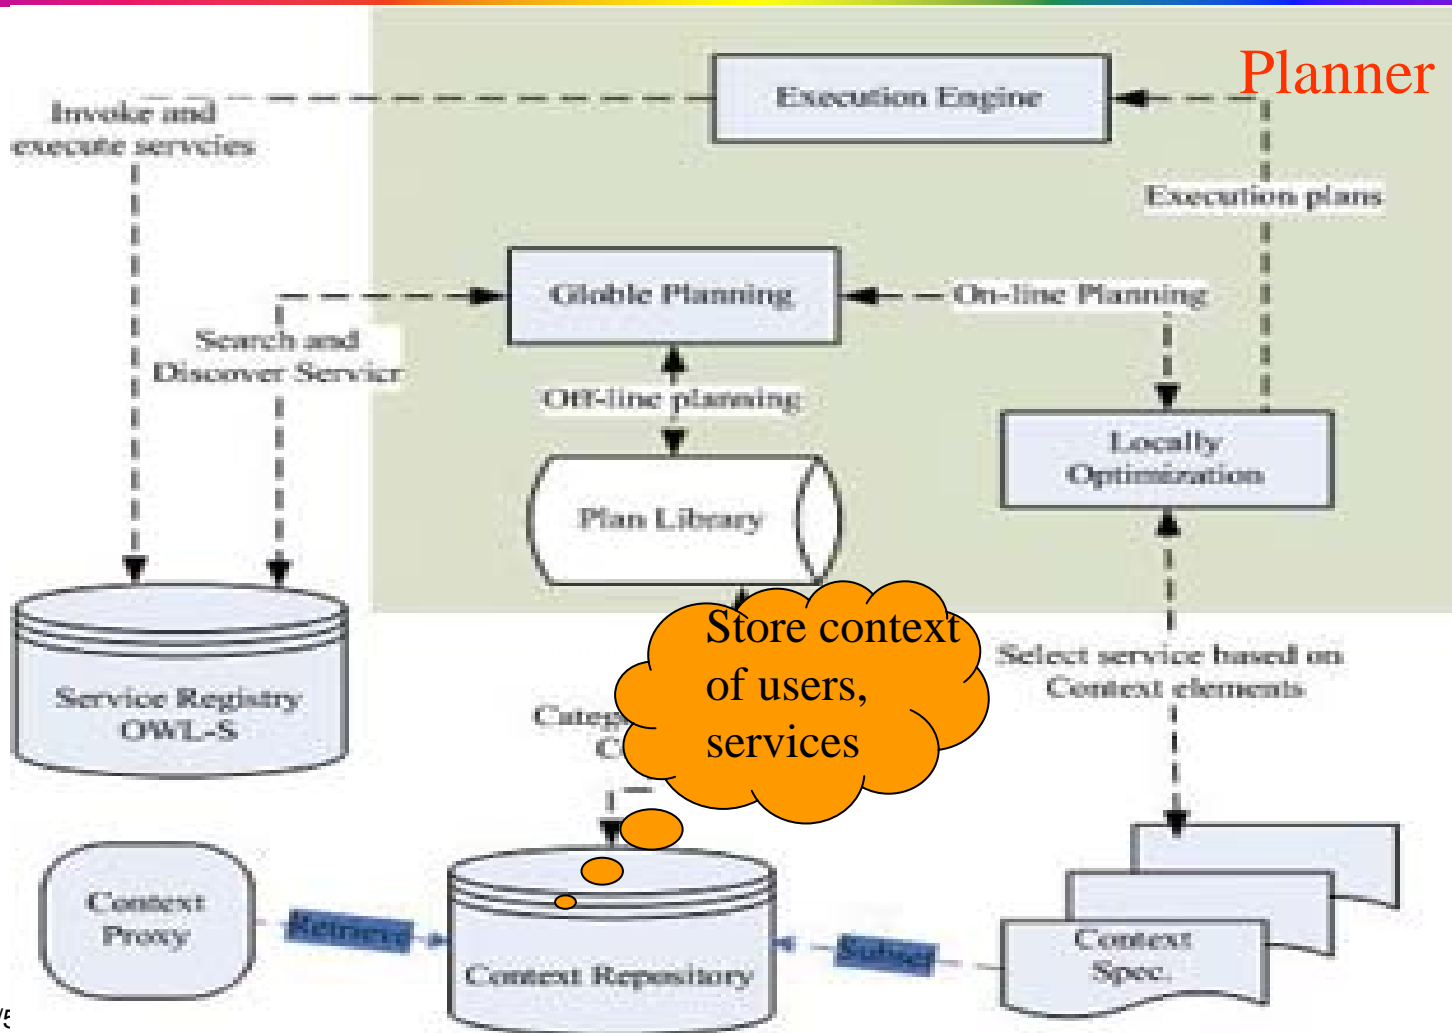 Planner
Execution Engine
Invoke and
execute servcies
Execution plans
Globle Planning
On-line Planning
Search and
Discover Servicr
Off-line planning
Locally
Optimization
Plan Library
Store context
of users,
services
Select service based on
Context elements
Service Registry
OWL-S
Context
Proxy
Retrieve
Context Repository
Subset
Context
Spec.